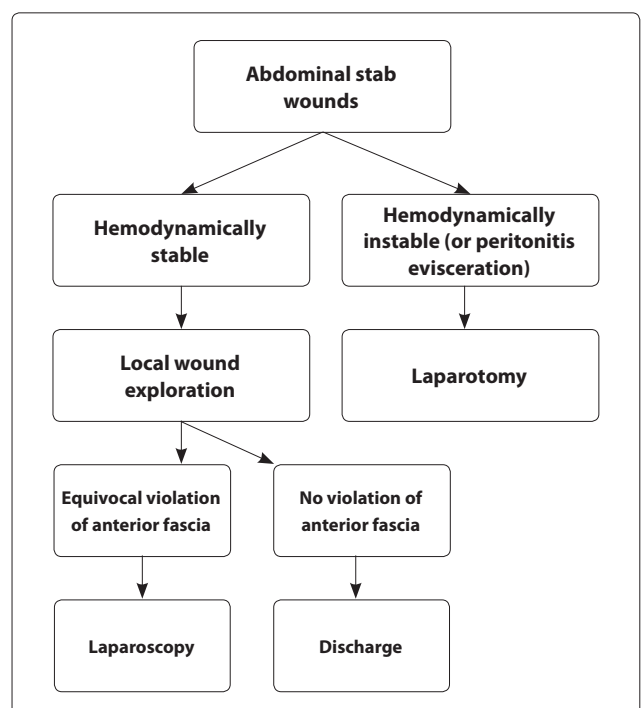 Abdominal stab
wounds
Hemodynamically
stable
Hemodynamically
instable (or peritonitis
evisceration)
Local wound
exploration
Laparotomy
Equivocal violation
of anterior fascia
No violation of
anterior fascia
Laparoscopy
Discharge